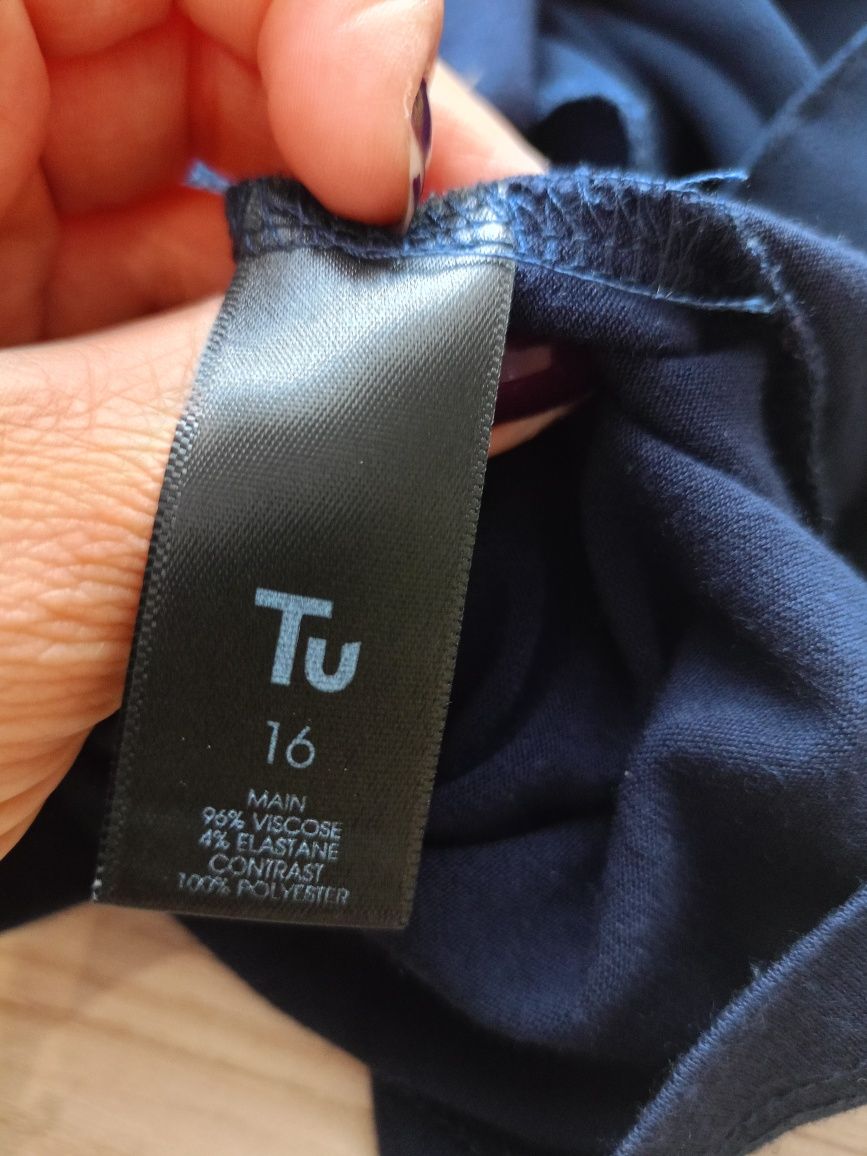 Tu
16
MAIN
96% VISCOSE
4% ELASTANE
CONTRAST
100% POLYESTER